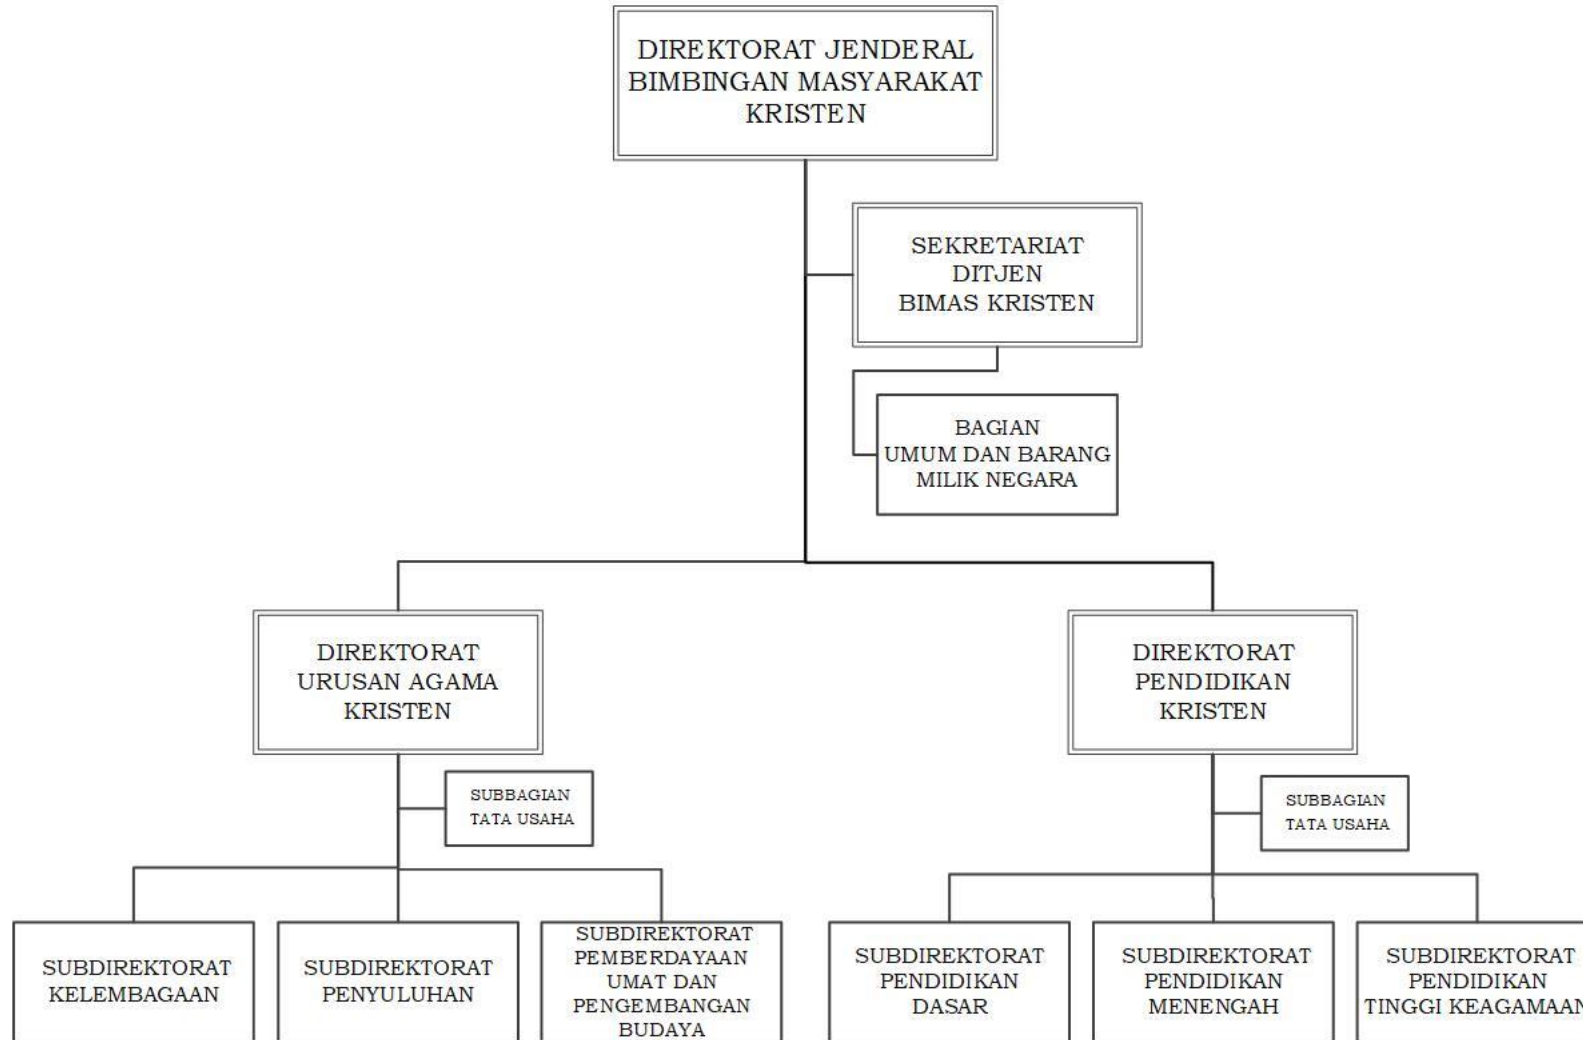 DIREKTORAT JENDERAL
BIMBINGAN MASYARAKAT
KRISTEN
SEKRETARIAT
DITJEN
BIMAS KRISTEN
BAGIAN
UMUM DAN BARANG
MILIK NEGARA
DIREKTORAT
URUSAN AGAMA
KRISTEN
DIREKTORAT
PENDIDIKAN
KRISTEN
SUBBAGIAN
TATA USAHA
SUBBAGIAN
TATA USAHA
SUBDIREKTORAT
KELEMBAGAAN
SUBDIREKTORAT
PENYULUHAN
SUBDIREKTORAT
PEMBERDAYAAN
UMAT DAN
PENGEMBANGAN
BUDAYA
SUBDIREKTORAT
PENDIDIKAN
DASAR
SUBDIREKTORAT
PENDIDIKAN
MENENGAH
SUBDIREKTORAT
PENDIDIKAN
TINGGI KEAGAMAAN